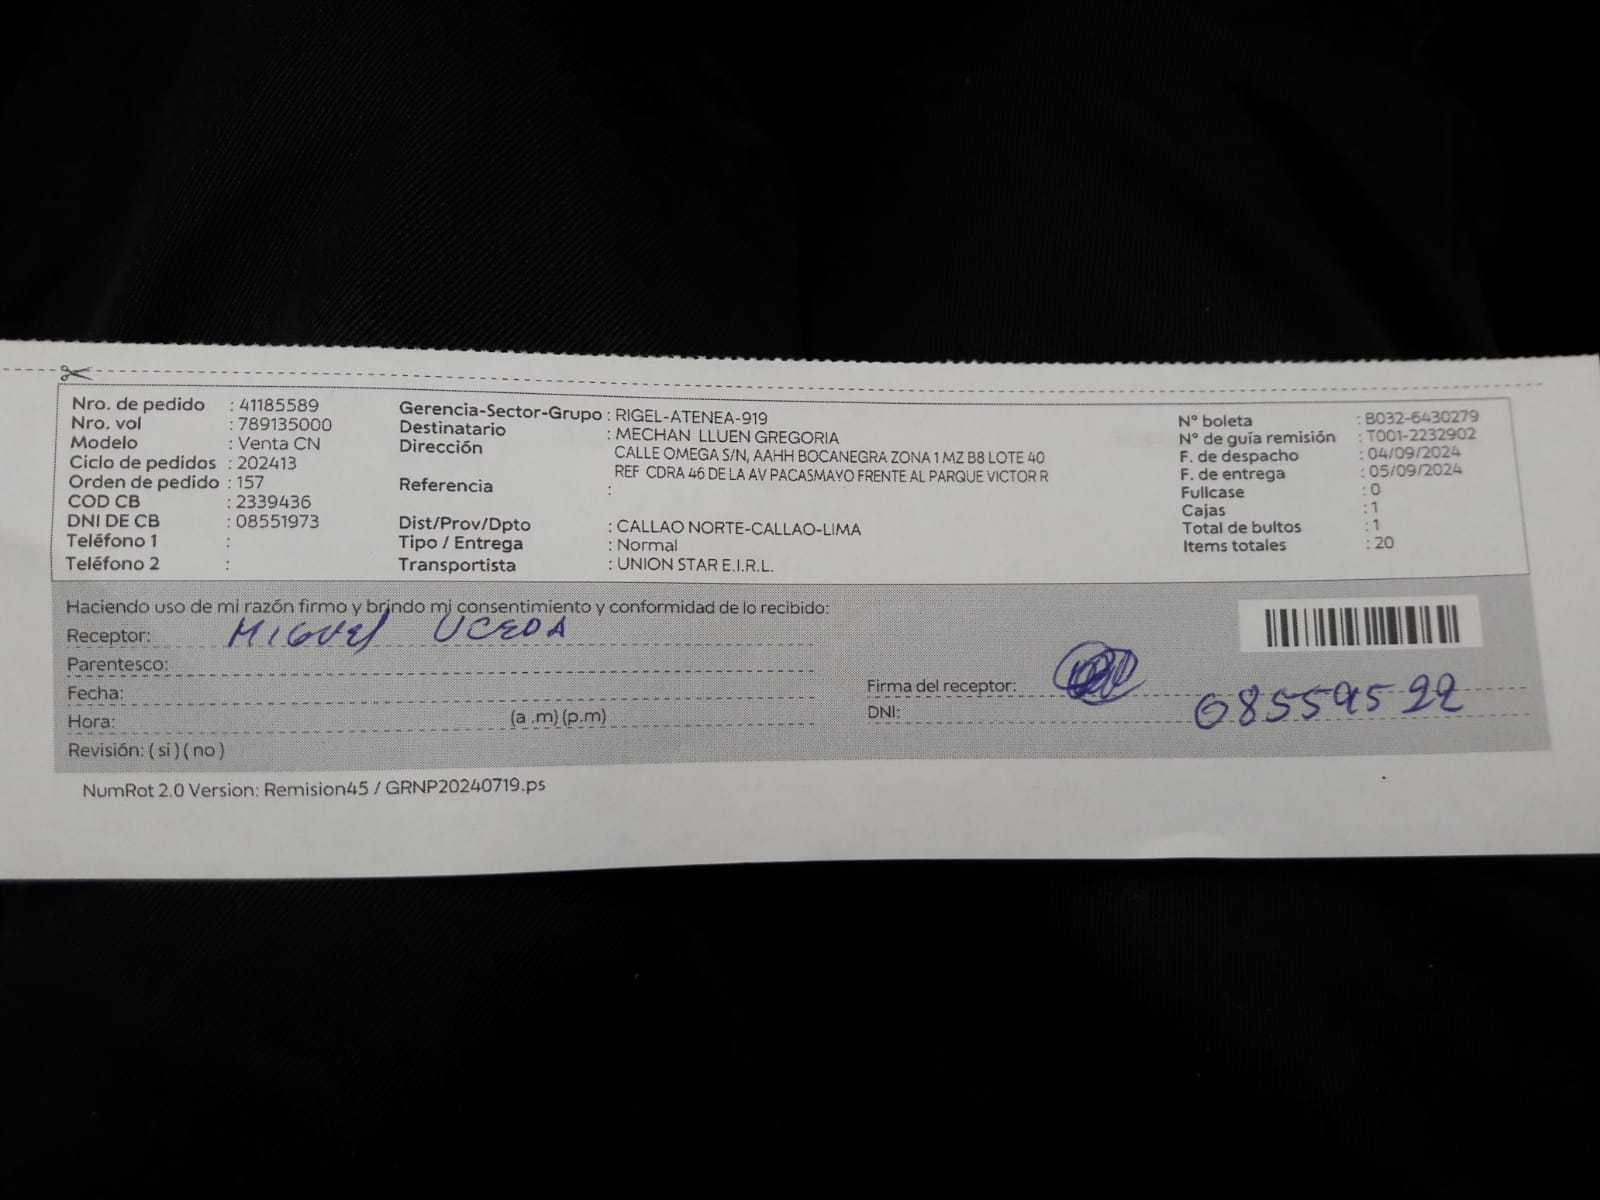 Nro. de pedido : 41185589
Nro. vol : 789135000
Modelo : Venta CN
Ciclo de pedidos : 202413
Orden de pedido : 157
COD CB : 2339436
DNI DE CB : 08551973
Teléfono 1 :
Teléfono 2 :
Gerencia-Sector-Grupo : RIGEL-ATENEA-919
Destinatario : MECHAN LLUEN GREGORIA
Dirección CALLE OMEGA S/N, AAHH BOCANEGRA ZONA 1 MZ B8 LOTE 40
REF CDRA 46 DE LA AV PACASMAYO FRENTE AL PARQUE VICTOR R
Referencia :
Dist/Prov/Dpto : CALLAO NORTE-CALLAO-LIMA
Tipo / Entrega : Normal
Transportista : UNION STAR E.I.R.L.
N° boleta : B032-6430279
N° de guía remisión : T001-2232902
F. de despacho : 04/09/2024
F. de entrega : 05/09/2024
Fullcase : 0
Cajas : 1
Total de bultos : 1
Items totales : 20
Haciendo uso de mi razón firmo y brindo mi consentimiento y conformidad de lo recibido:
Receptor: MIGUEL UCEDA
Parentesco:
Fecha:
Hora: (a .m) (p.m)
Revisión: ( si ) ( no )
Firma del receptor:
DNI: 08559522
NumRot 2.0 Version: Remision45 / GRNP20240719.ps